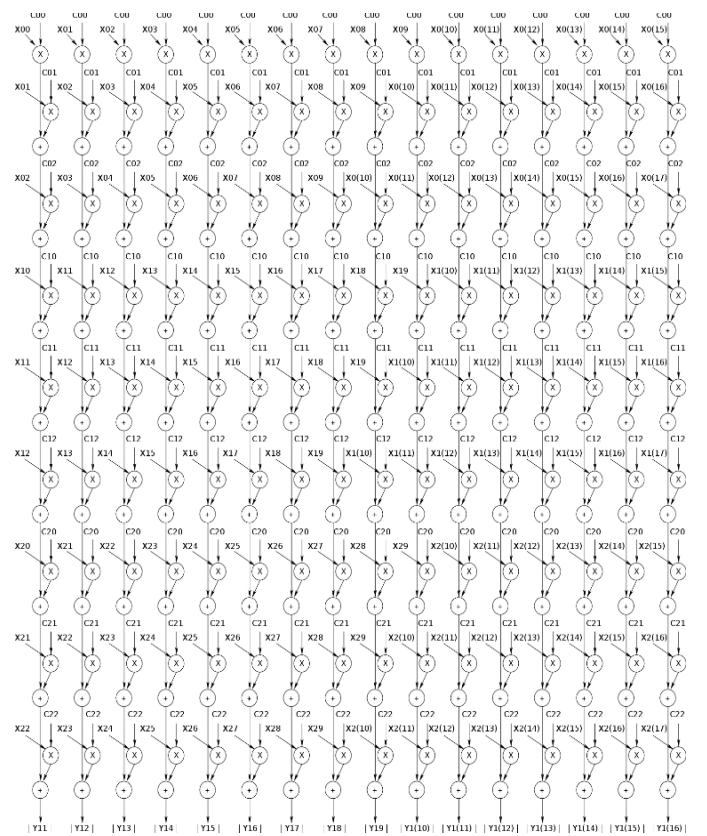 C00 C00 C00 C00 C00 C00 C00 C00 C00 C00 C00 C00 C00 C00 C00 C00
X00 X01 X02 X03 X04 X05 X06 X07 X08 X09 X0(10) X0(11) X0(12) X0(13) X0(14) X0(15)
X X X X X X X X X X X X X X X X
C01 C01 C01 C01 C01 C01 C01 C01 C01 C01 C01 C01 C01 C01 C01 C01
X01 X02 X03 X04 X05 X06 X07 X08 X09 X0(10) X0(11) X0(12) X0(13) X0(14) X0(15) X0(16)
X X X X X X X X X X X X X X X X
+ + + + + + + + + + + + + + + +
C02 C02 C02 C02 C02 C02 C02 C02 C02 C02 C02 C02 C02 C02 C02 C02
X02 X03 X04 X05 X06 X07 X08 X09 X0(10) X0(11) X0(12) X0(13) X0(14) X0(15) X0(16) X0(17)
X X X X X X X X X X X X X X X X
+ + + + + + + + + + + + + + + +
C10 C10 C10 C10 C10 C10 C10 C10 C10 C10 C10 C10 C10 C10 C10 C10
X10 X11 X12 X13 X14 X15 X16 X17 X18 X19 X1(10) X1(11) X1(12) X1(13) X1(14) X1(15)
X X X X X X X X X X X X X X X X
+ + + + + + + + + + + + + + + +
C11 C11 C11 C11 C11 C11 C11 C11 C11 C11 C11 C11 C11 C11 C11 C11
X11 X12 X13 X14 X15 X16 X17 X18 X19 X1(10) X1(11) X1(12) X1(13) X1(14) X1(15) X1(16)
X X X X X X X X X X X X X X X X
+ + + + + + + + + + + + + + + +
C12 C12 C12 C12 C12 C12 C12 C12 C12 C12 C12 C12 C12 C12 C12 C12
X12 X13 X14 X15 X16 X17 X18 X19 X1(10) X1(11) X1(12) X1(13) X1(14) X1(15) X1(16) X1(17)
X X X X X X X X X X X X X X X X
+ + + + + + + + + + + + + + + +
C20 C20 C20 C20 C20 C20 C20 C20 C20 C20 C20 C20 C20 C20 C20 C20
X20 X21 X22 X23 X24 X25 X26 X27 X28 X29 X2(10) X2(11) X2(12) X2(13) X2(14) X2(15)
X X X X X X X X X X X X X X X X
+ + + + + + + + + + + + + + + +
C21 C21 C21 C21 C21 C21 C21 C21 C21 C21 C21 C21 C21 C21 C21 C21
X21 X22 X23 X24 X25 X26 X27 X28 X29 X2(10) X2(11) X2(12) X2(13) X2(14) X2(15) X2(16)
X X X X X X X X X X X X X X X X
+ + + + + + + + + + + + + + + +
C22 C22 C22 C22 C22 C22 C22 C22 C22 C22 C22 C22 C22 C22 C22 C22
X22 X23 X24 X25 X26 X27 X28 X29 X2(10) X2(11) X2(12) X2(13) X2(14) X2(15) X2(16) X2(17)
X X X X X X X X X X X X X X X X
+ + + + + + + + + + + + + + + +
Y11 Y12 Y13 Y14 Y15 Y16 Y17 Y18 Y19 Y1(10) Y1(11) Y1(12) Y1(13) Y1(14) Y1(15) Y1(16)